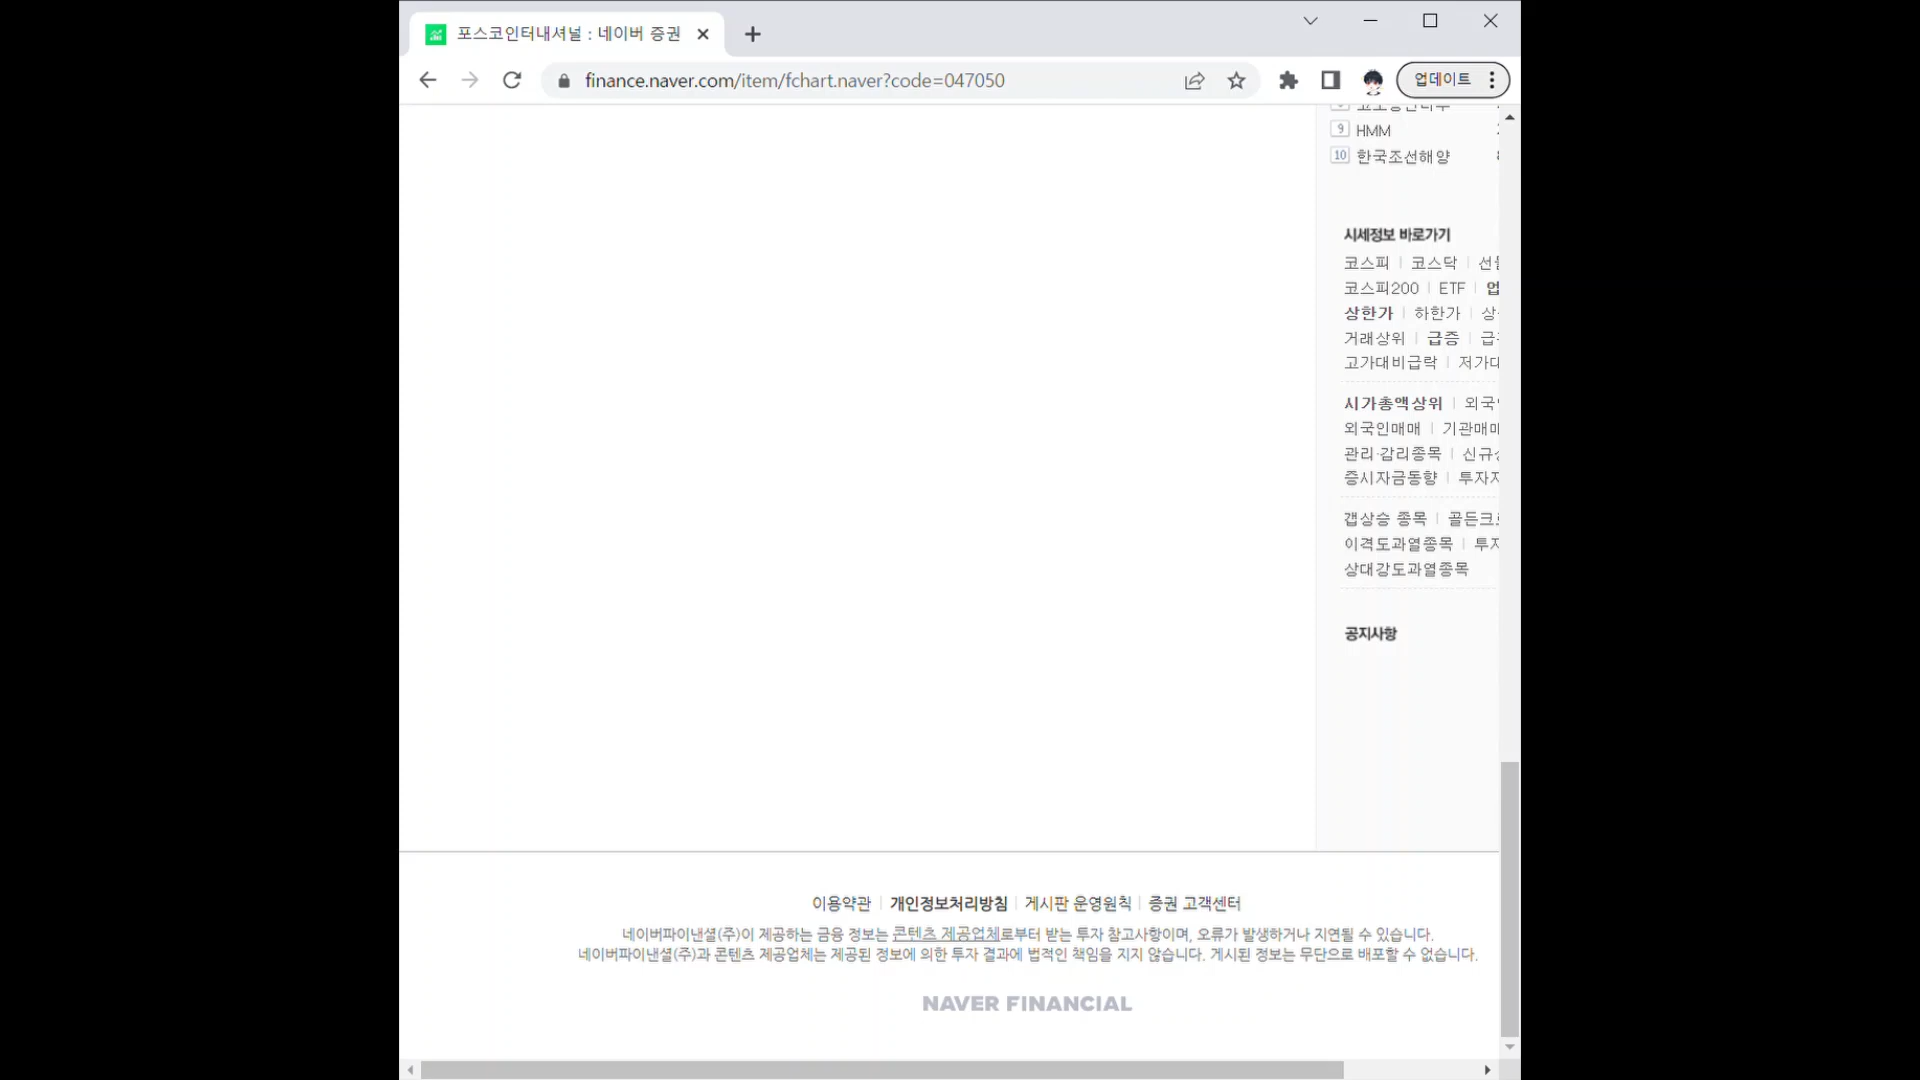 포스코인터내셔널 : 네이버 증권
finance.naver.com/item/fchart.naver?code=047050
업데이트
9 HMM
10 한국조선해양
시세정보 바로가기
코스피 | 코스닥 |
코스피200 | ETF |
상한가 | 하한가 |
거래상위 | 급증 |
고가대비급락 |
시가총액상위 |
외국인매매 |
관리·감리종목 |
증시자금동향 |
갭상승 종목 |
이격도과열종목 |
상대강도과열종목
공지사항
이용약관 | 개인정보처리방침 | 게시판 운영원칙 | 증권 고객센터
네이버파이낸셜(주)이 제공하는 금융 정보는 콘텐츠 제공업체로부터 받는 투자 참고사항이며, 오류가 발생하거나 지연될 수 있습니다.
네이버파이낸셜(주)과 콘텐츠 제공업체는 제공된 정보에 의한 투자 결과에 법적인 책임을 지지 않습니다. 게시된 정보는 무단으로 배포할 수 없습니다.
NAVER FINANCIAL